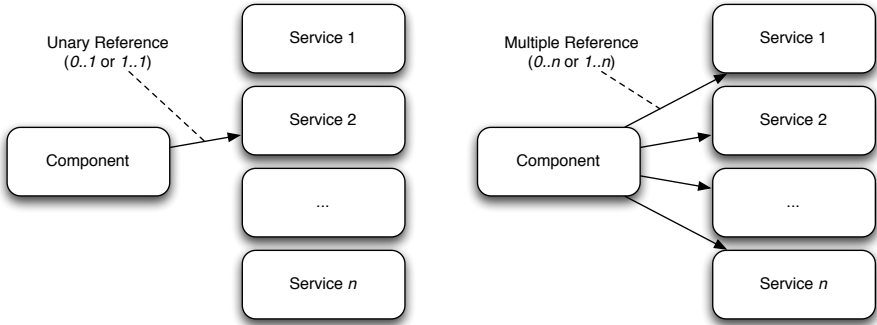 Unary Reference
(0..1 or 1..1)
Component
Service 1
Service 2
...
Service n
Multiple Reference
(0..n or 1..n)
Component
Service 1
Service 2
...
Service n